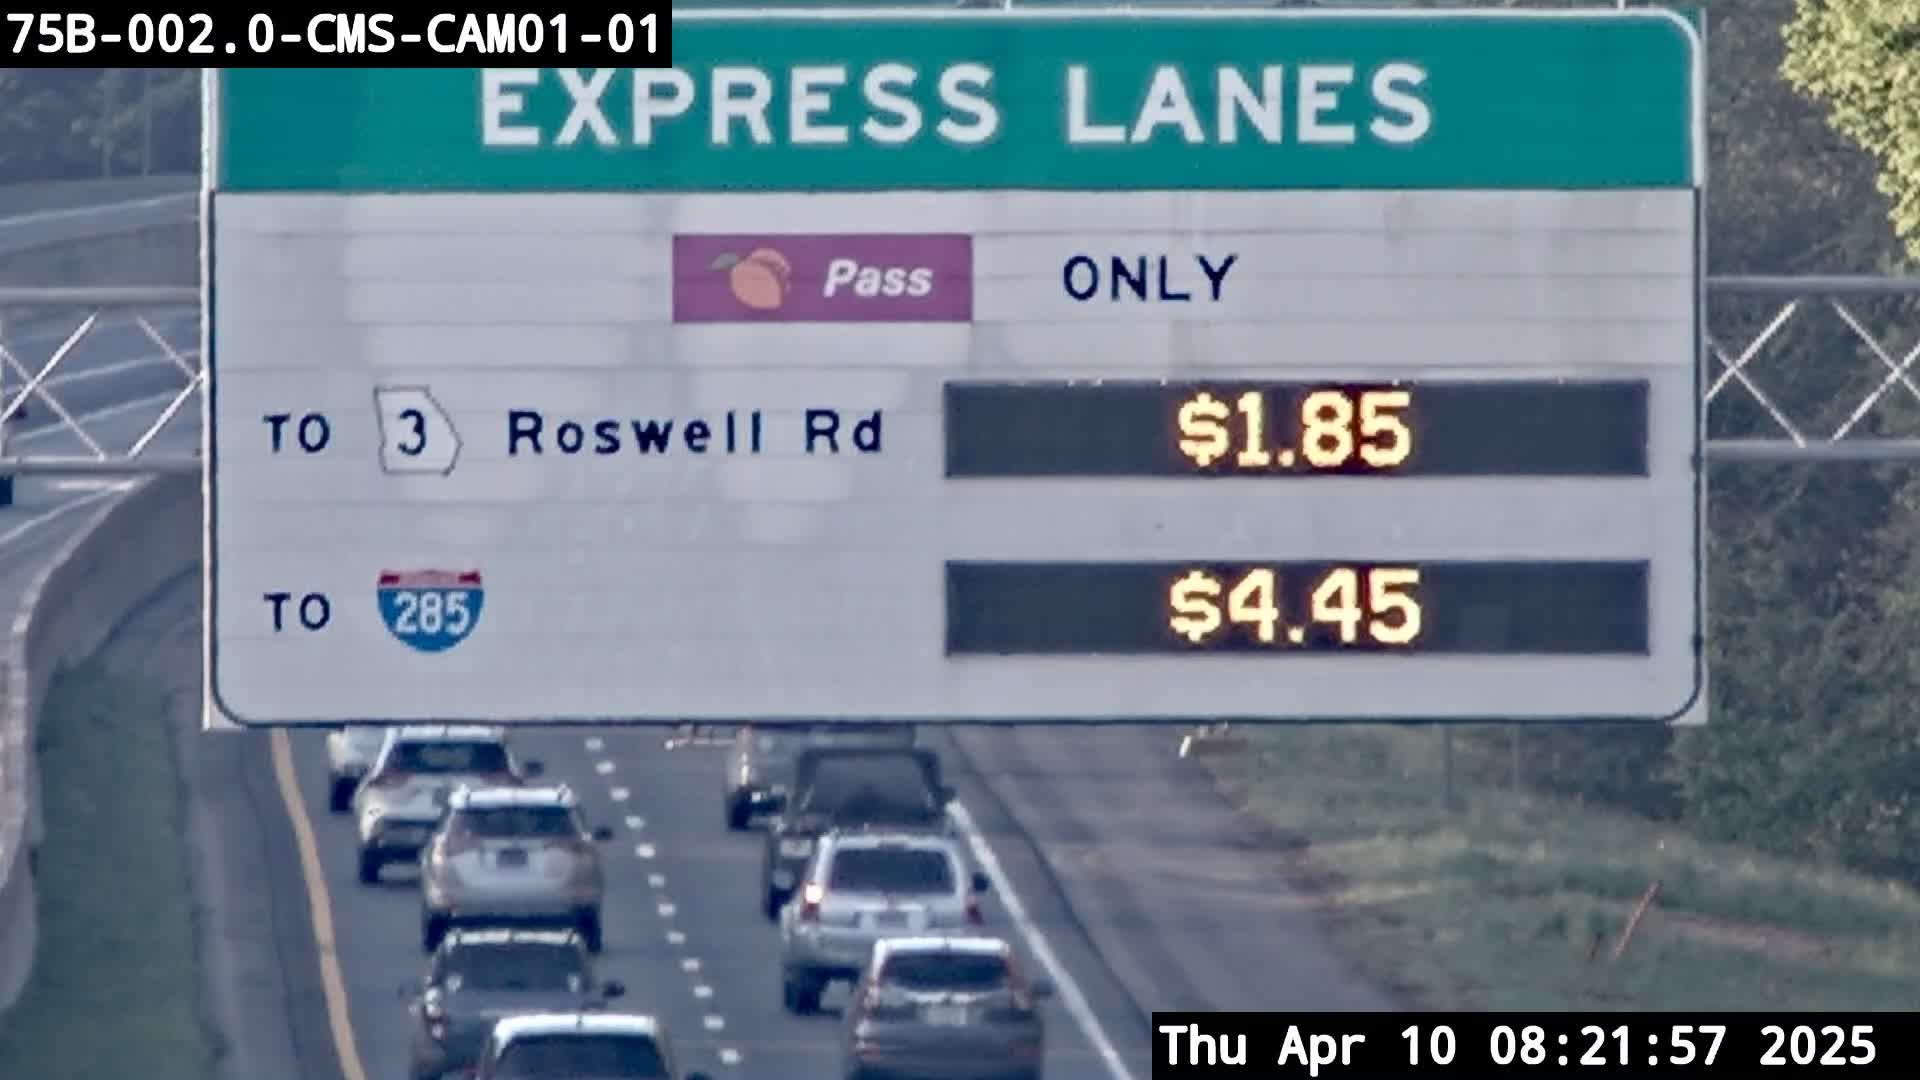 75B-002.0-CMS-CAM01-01
EXPRESS LANES
Pass ONLY
TO 3 Roswell Rd $1.85
TO 285 $4.45
Thu Apr 10 08:21:57 2025